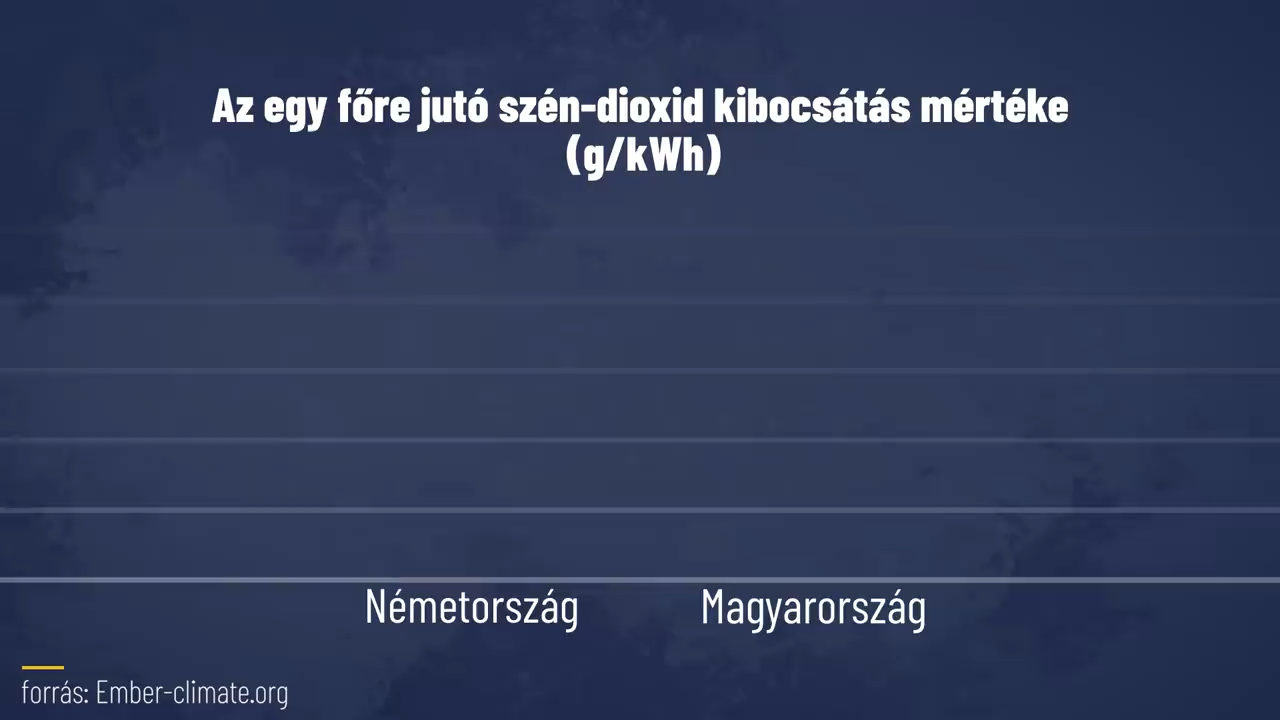 Az egy főre jutó szén-dioxid kibocsátás mértéke
(g/kWh)
Németország
Magyarország
forrás: Ember-climate.org